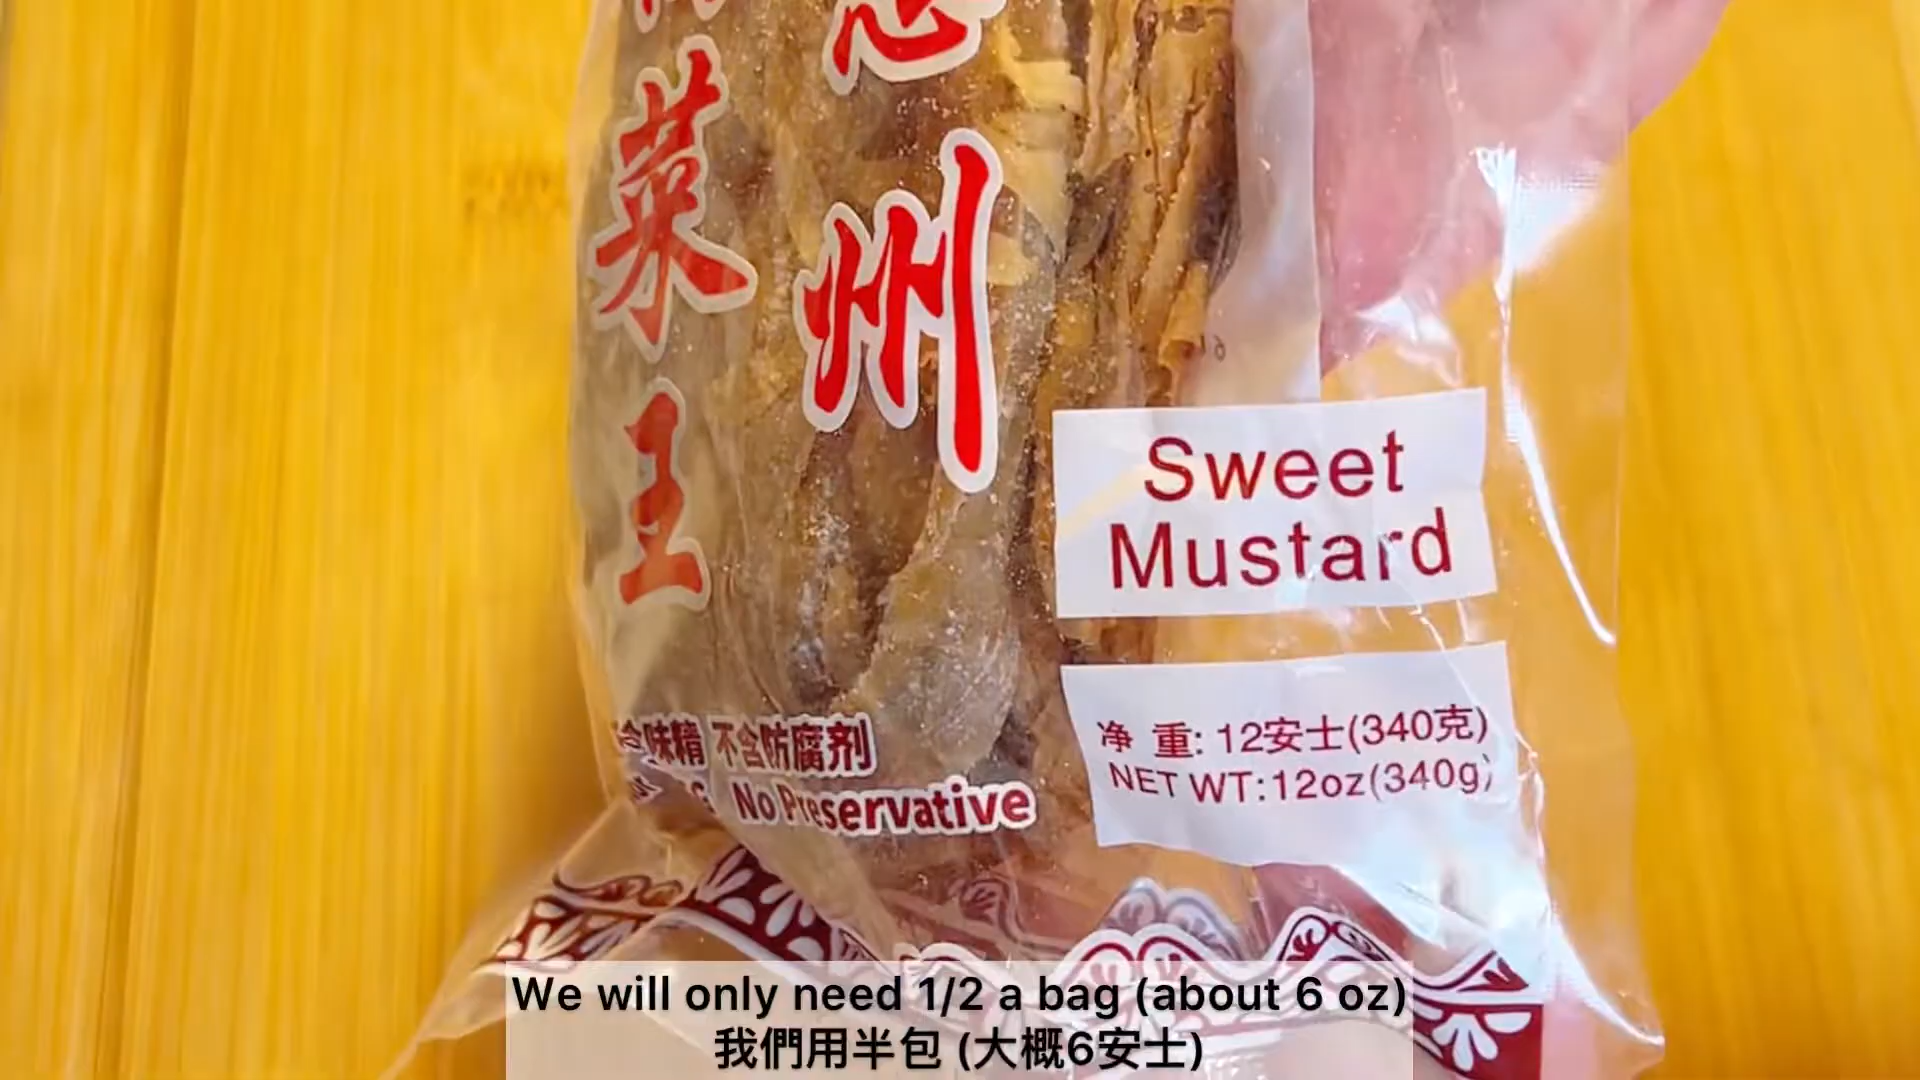 州
菜王
Sweet
Mustard
净 重: 12安士(340克)
NET WT:12oz(340g)
味精 不含防腐剂
No Preservative
We will only need 1/2 a bag (about 6 oz)
我們用半包 (大概6安士)